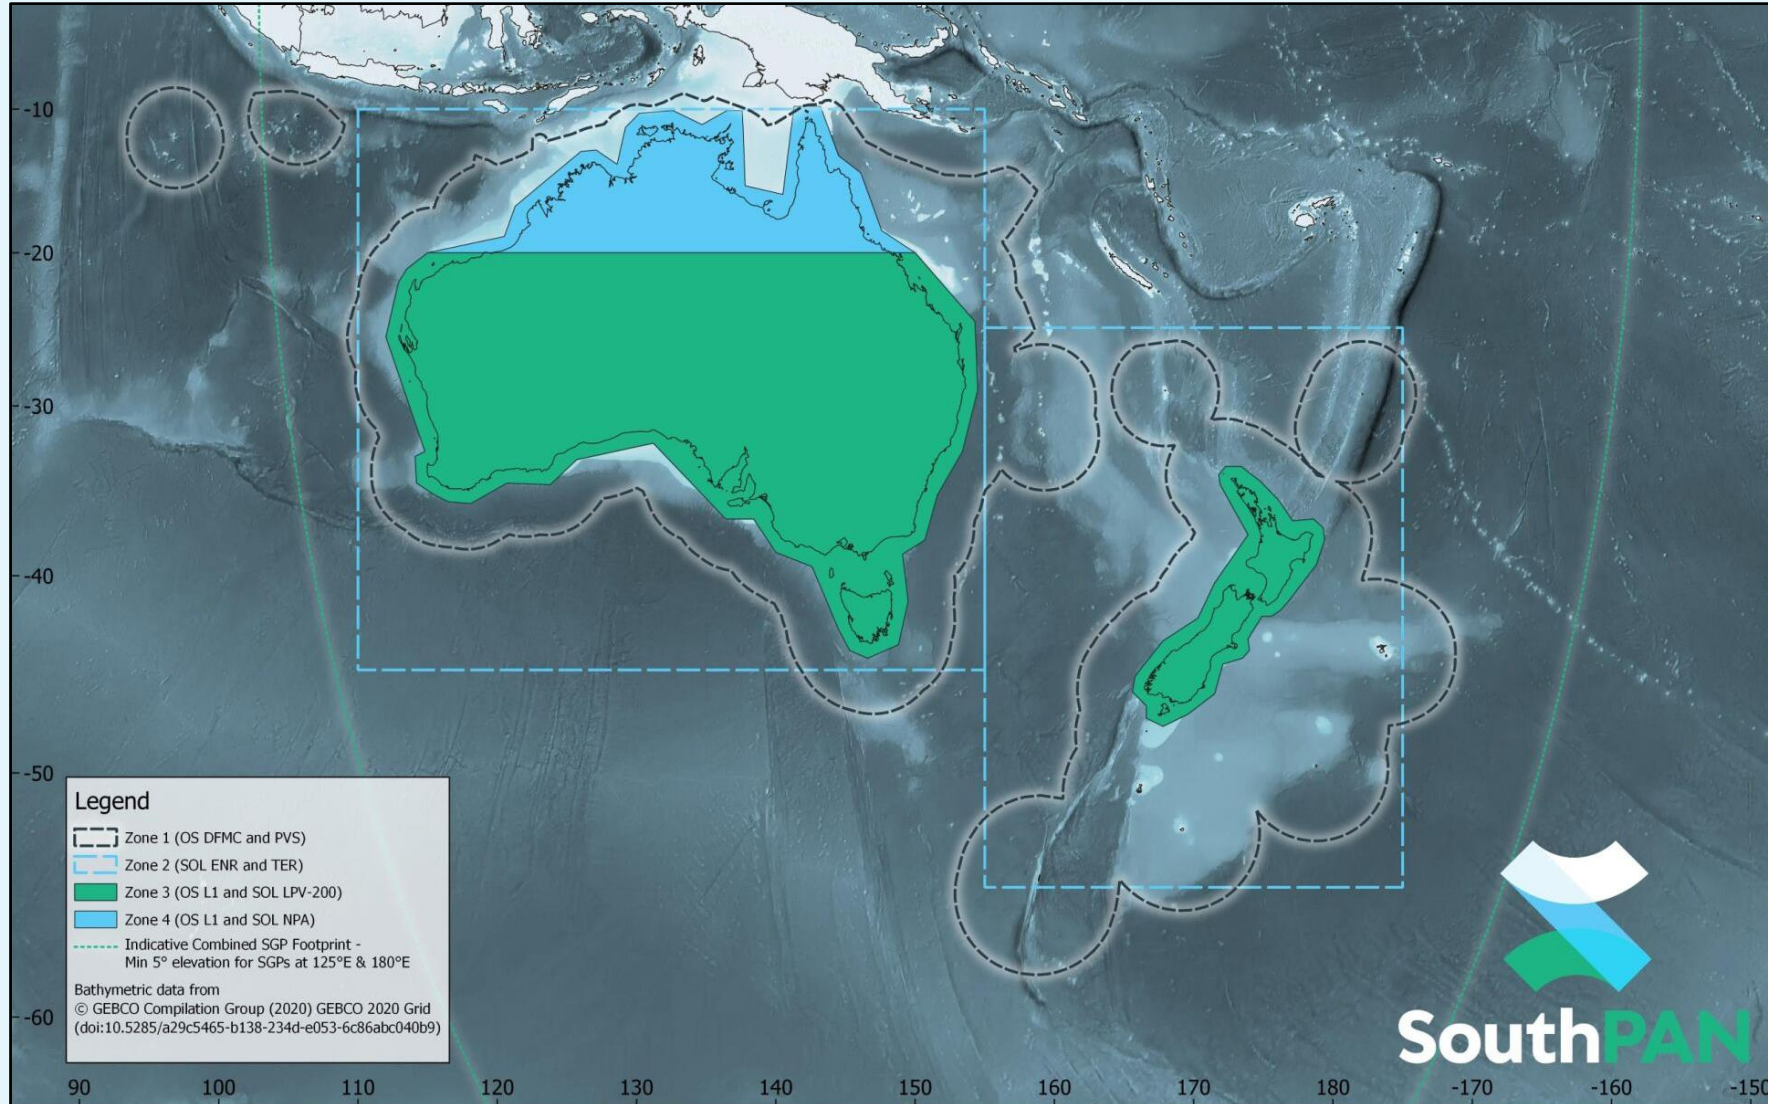 -10
-20
-30
-40
-50
-60
Legend
Zone 1 (OS DFMC and PVS)
Zone 2 (SOL ENR and TER)
Zone 3 (OS L1 and SOL LPV-200)
Zone 4 (OS L1 and SOL NPA)
Indicative Combined SGP Footprint -
Min 5° elevation for SGPs at 125°E & 180°E
Bathymetric data from
© GEBCO Compilation Group (2020) GEBCO 2020 Grid
(doi:10.5285/a29c5465-b138-234d-e053-6c86abc040b9)
SouthPAN
90 100 110 120 130 140 150 160 170 180 -170 -160 -150